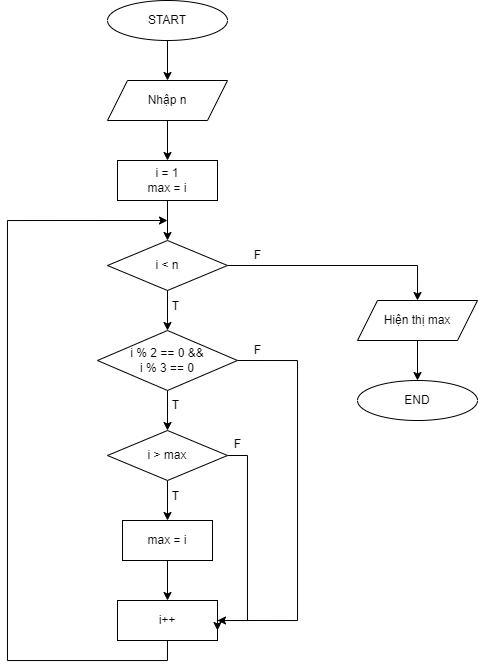 START
Nhập n
i = 1
max = i
i < n
F
T
Hiện thị max
i % 2 == 0 &&
i % 3 == 0
F
T
END
i > max
F
T
max = i
i++